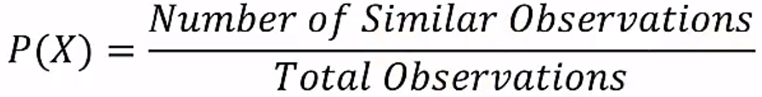 P(X) = Number of Similar Observations / Total Observations